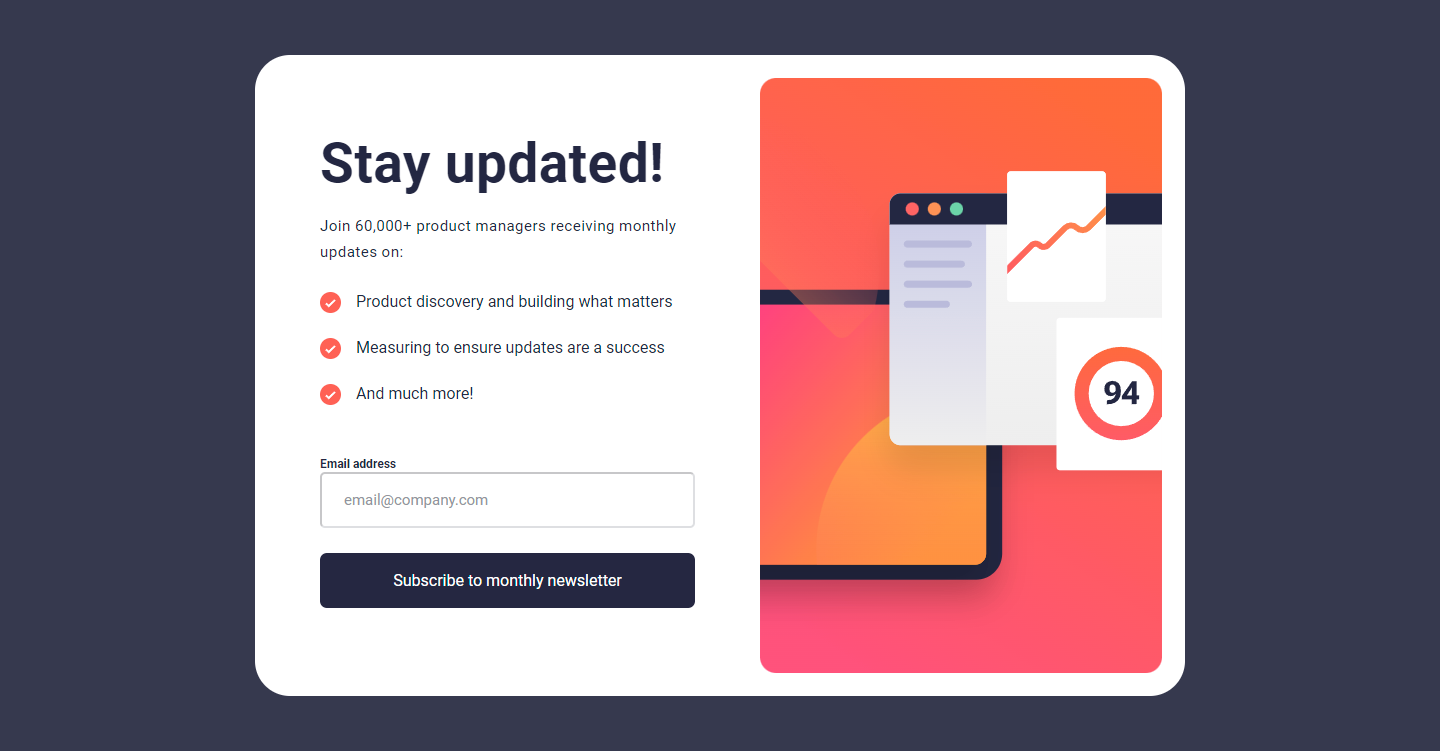 Stay updated!
Join 60,000+ product managers receiving monthly
updates on:
Product discovery and building what matters
Measuring to ensure updates are a success
And much more!
Email address
email@company.com
Subscribe to monthly newsletter
94